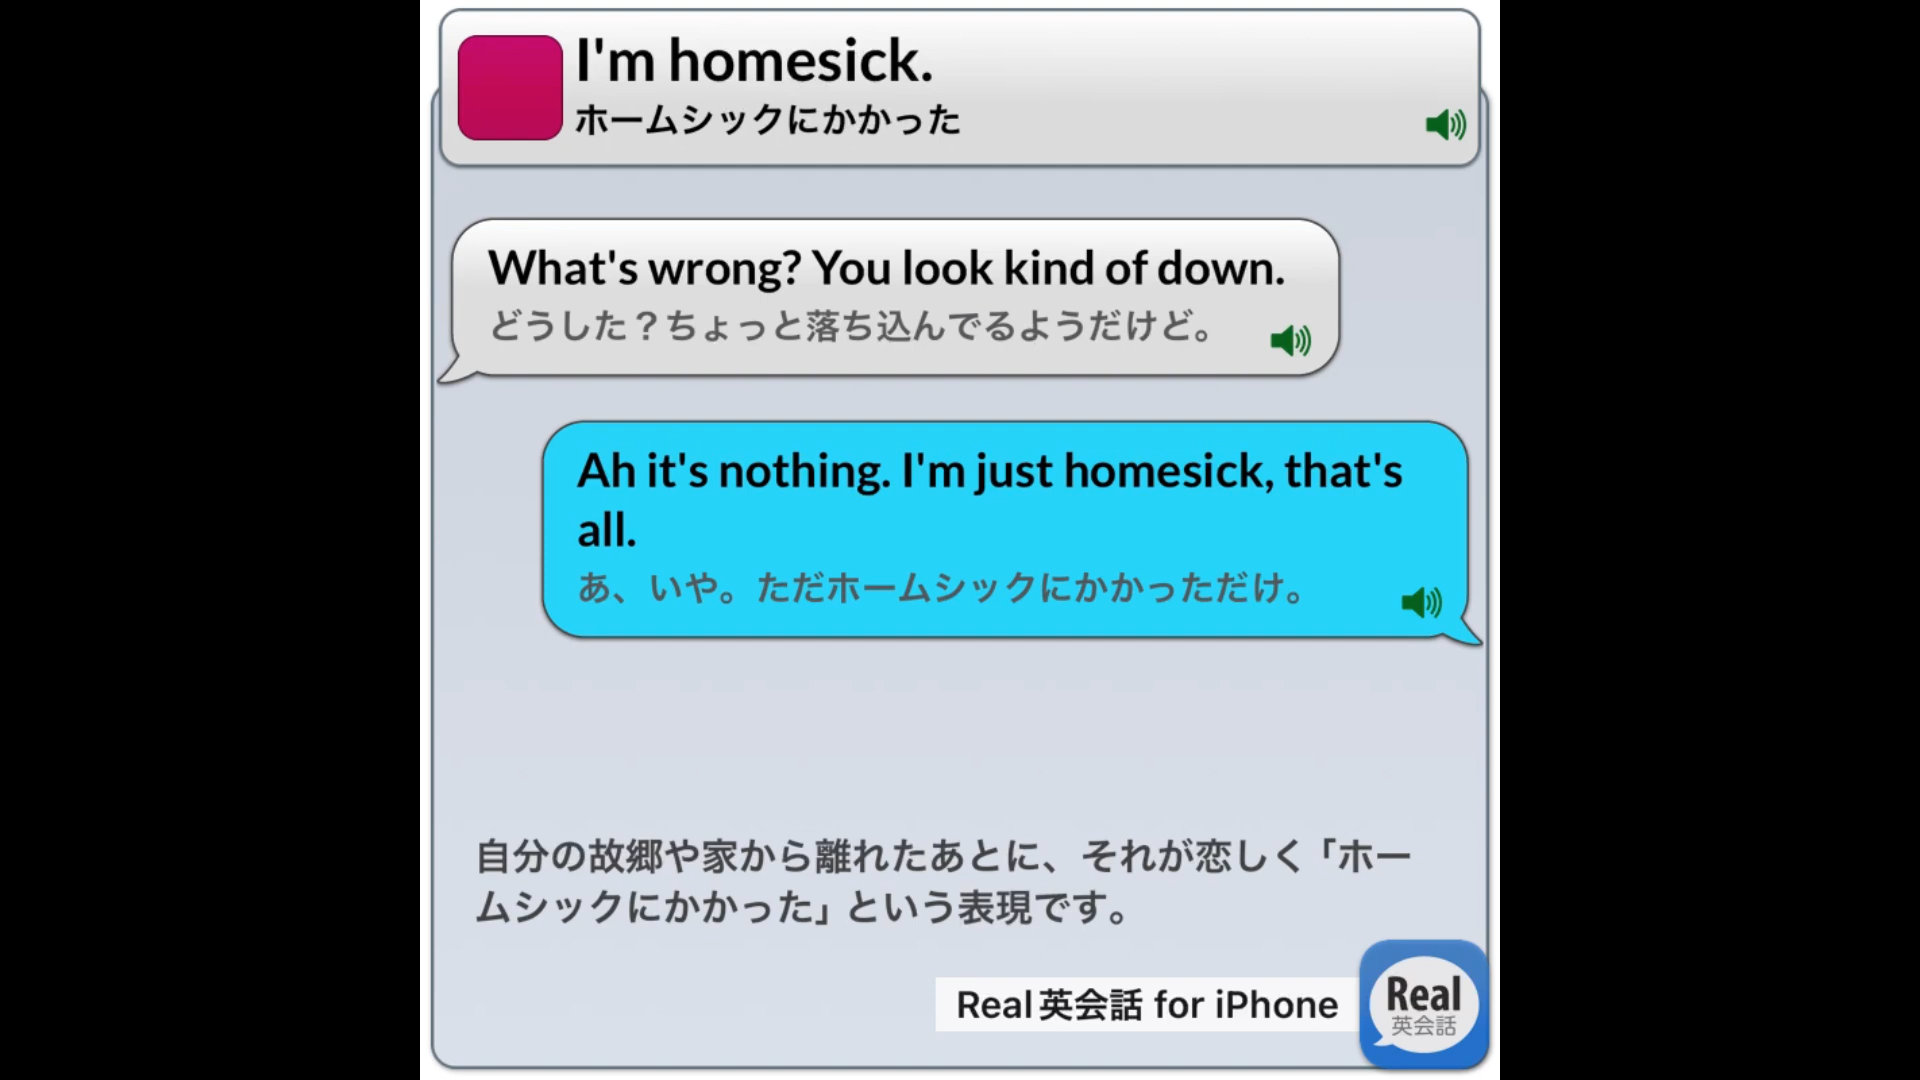 I'm homesick.
ホームシックにかかった
What's wrong? You look kind of down.
どうした？ちょっと落ち込んでるようだけど。
Ah it's nothing. I'm just homesick, that's
all.
あ、いや。ただホームシックにかかっただけ。
自分の故郷や家から離れたあとに、それが恋しく「ホー
ムシックにかかった」という表現です。
Real英会話 for iPhone
Real
英会話